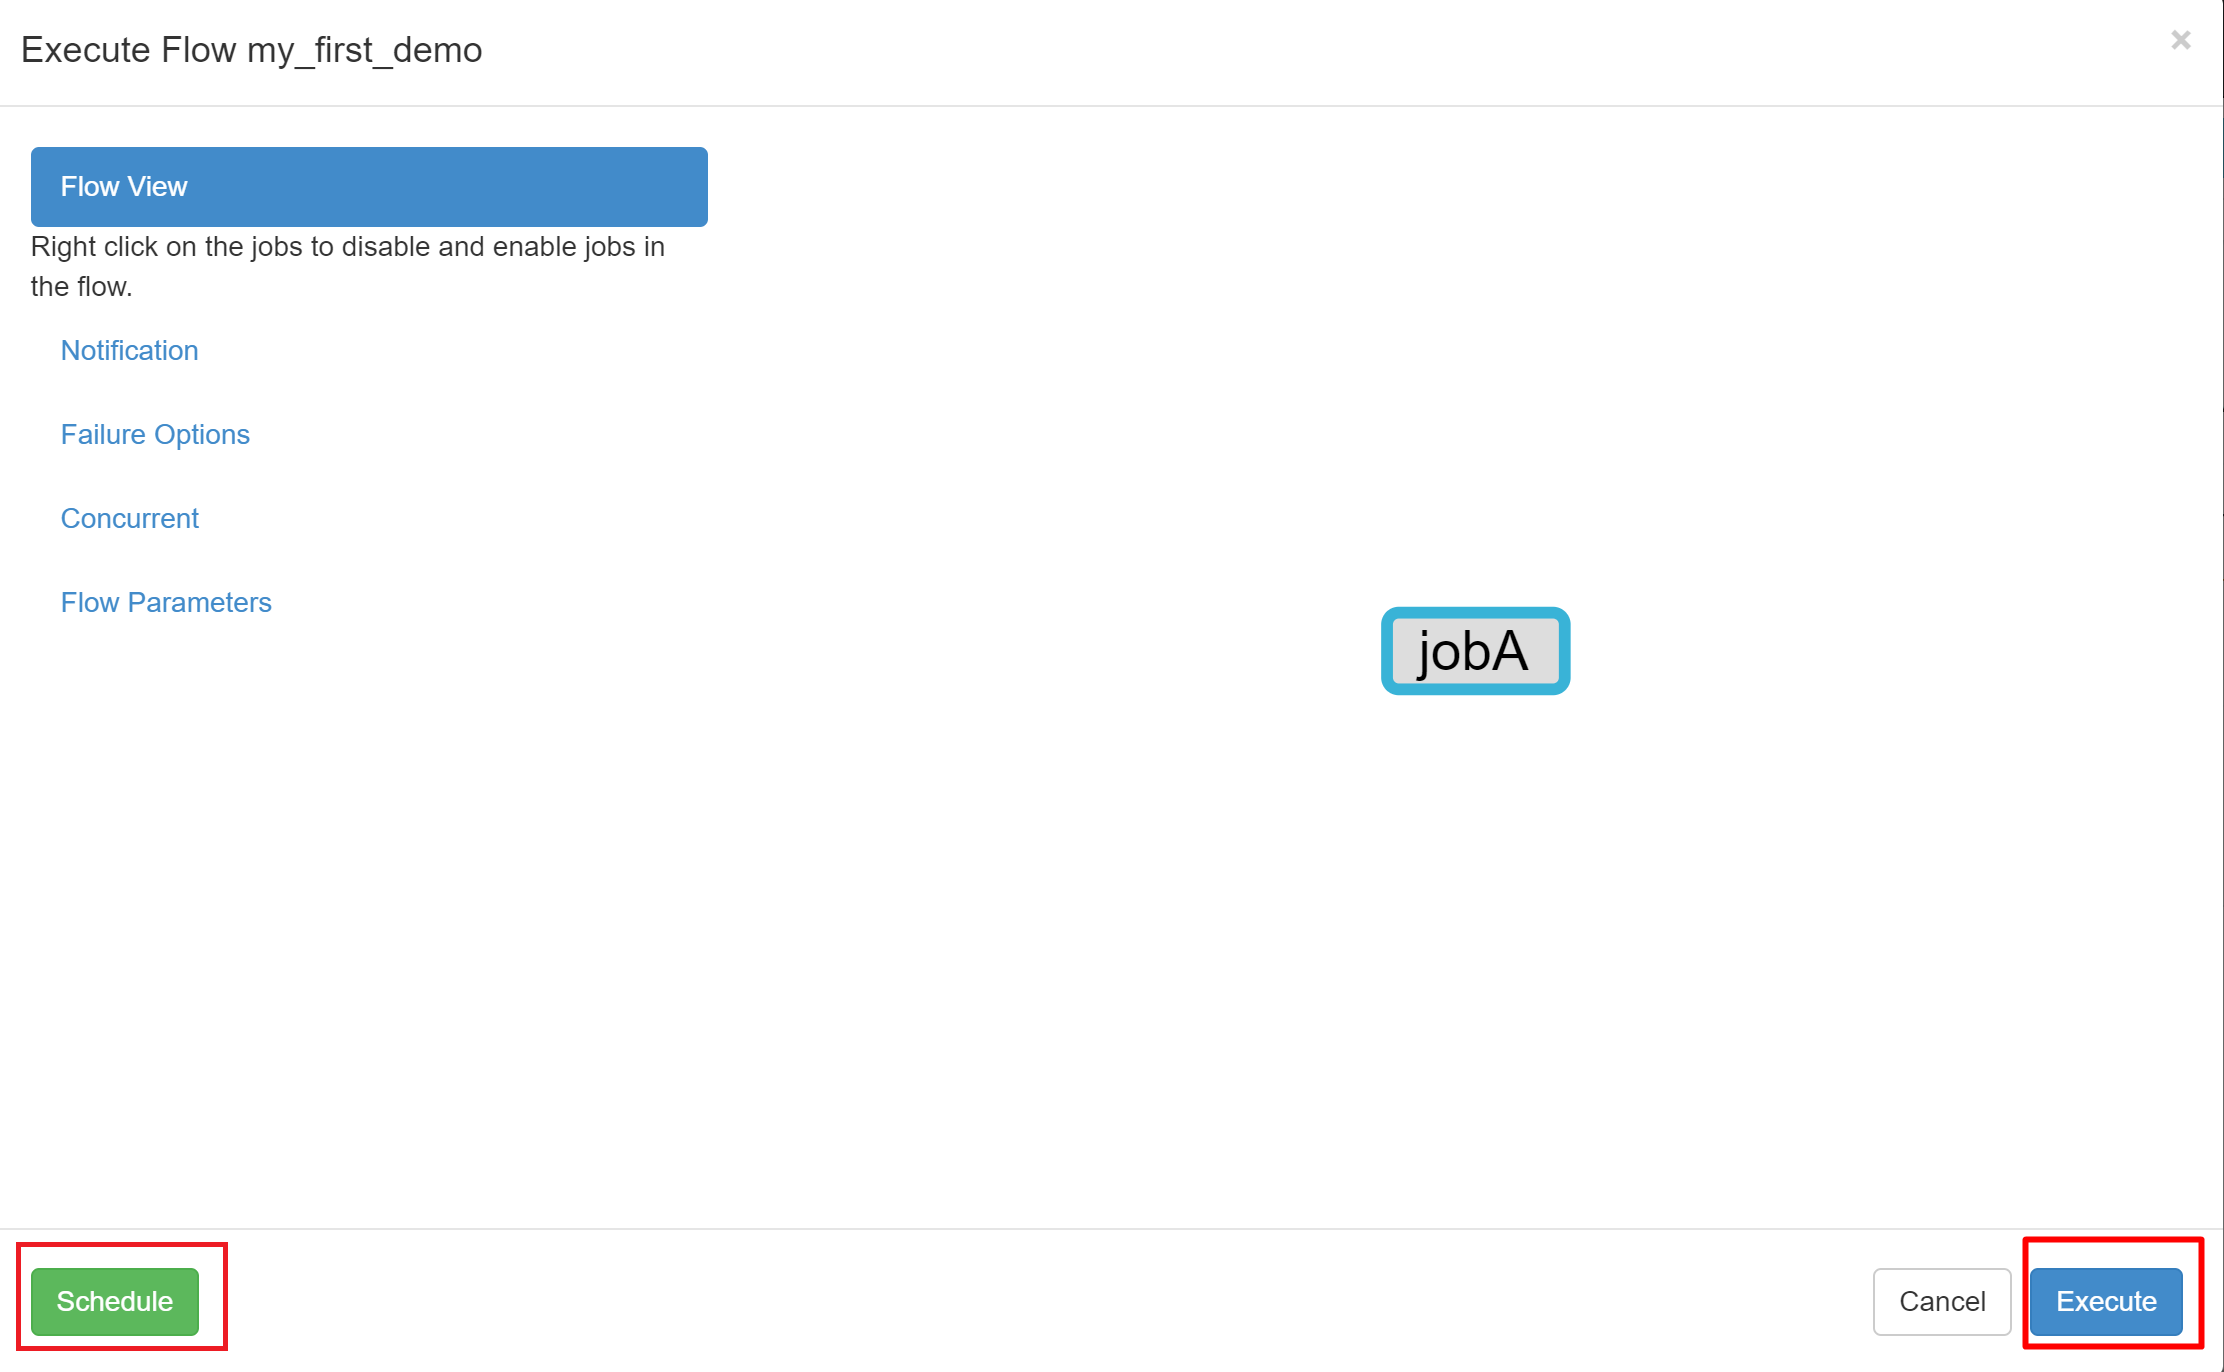 Execute Flow my_first_demo
×
Flow View
Right click on the jobs to disable and enable jobs in
the flow.
Notification
Failure Options
Concurrent
Flow Parameters
jobA
Schedule
Cancel
Execute